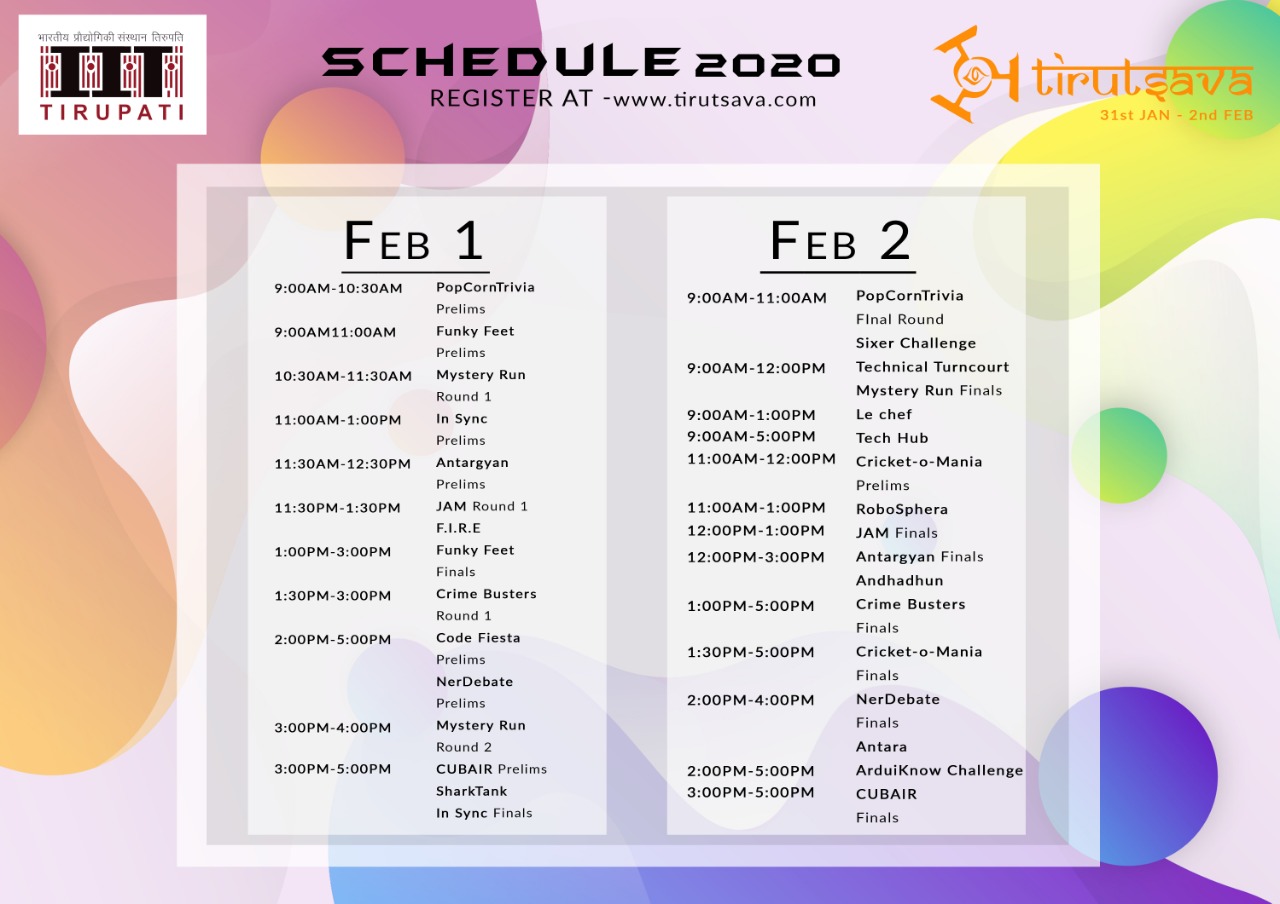 भारतीय प्रौद्योगिकी संस्थान तिरुपति
IIT
TIRUPATI
SCHEDULE 2020
REGISTER AT -www.tirutsava.com
tirutsava
31st JAN - 2nd FEB
FEB 1
9:00AM-10:30AM PopCornTrivia
Prelims
9:00AM11:00AM Funky Feet
Prelims
10:30AM-11:30AM Mystery Run
Round 1
11:00AM-1:00PM In Sync
Prelims
11:30AM-12:30PM Antargyan
Prelims
11:30PM-1:30PM JAM Round 1
F.I.R.E
1:00PM-3:00PM Funky Feet
Finals
1:30PM-3:00PM Crime Busters
Round 1
2:00PM-5:00PM Code Fiesta
Prelims
NerDebate
Prelims
3:00PM-4:00PM Mystery Run
Round 2
3:00PM-5:00PM CUBAIR Prelims
SharkTank
In Sync Finals
FEB 2
9:00AM-11:00AM PopCornTrivia
FInal Round
Sixer Challenge
9:00AM-12:00PM Technical Turncourt
Mystery Run Finals
9:00AM-1:00PM Le chef
9:00AM-5:00PM Tech Hub
11:00AM-12:00PM Cricket-o-Mania
Prelims
11:00AM-1:00PM RoboSphera
12:00PM-1:00PM JAM Finals
12:00PM-3:00PM Antargyan Finals
Andhadhun
1:00PM-5:00PM Crime Busters
Finals
1:30PM-5:00PM Cricket-o-Mania
Finals
2:00PM-4:00PM NerDebate
Finals
Antara
2:00PM-5:00PM ArduiKnow Challenge
3:00PM-5:00PM CUBAIR
Finals